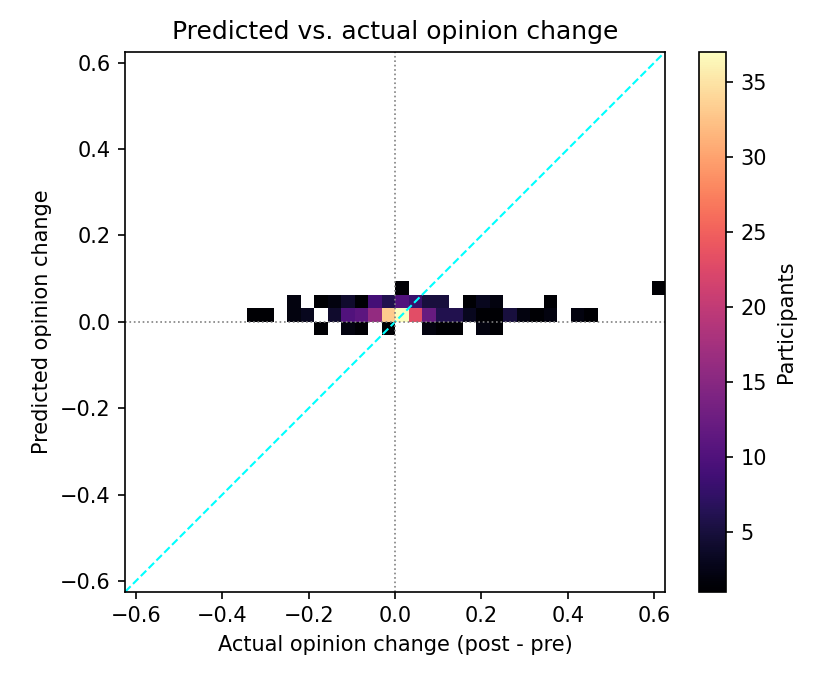 Predicted vs. actual opinion change
0.6
0.4
0.2
0.0
−0.2
−0.4
−0.6
Predicted opinion change
−0.6 −0.4 −0.2 0.0 0.2 0.4 0.6
Actual opinion change (post - pre)
35
30
25
20
15
10
5
Participants